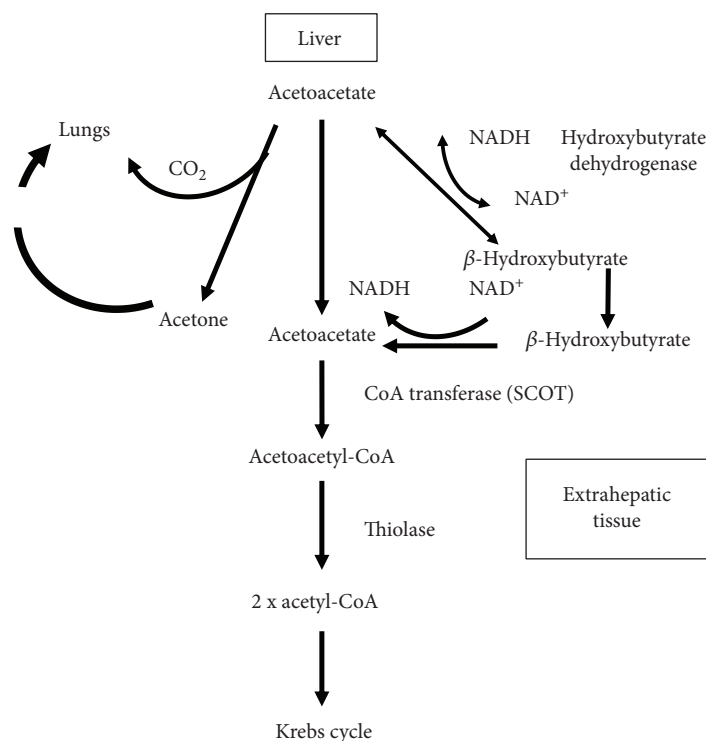 Liver
Acetoacetate
Lungs
CO₂
NADH
Hydroxybutyrate
dehydrogenase
NAD⁺
β-Hydroxybutyrate
NADH
NAD⁺
Acetone
Acetoacetate
β-Hydroxybutyrate
CoA transferase (SCOT)
Acetoacetyl-CoA
Extrahepatic
tissue
Thiolase
2 x acetyl-CoA
Krebs cycle